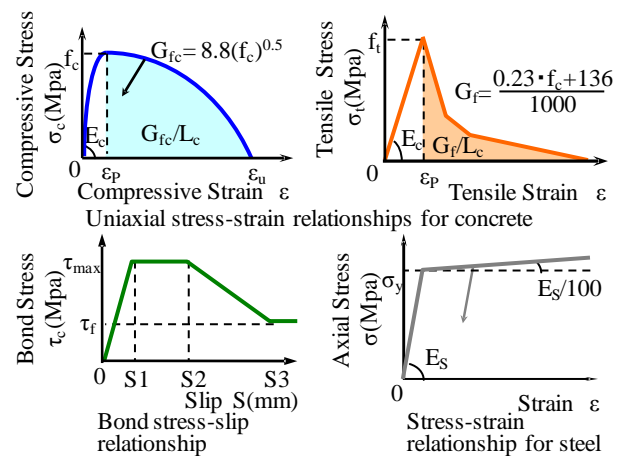 Compressive Stress
σc(Mpa)
fc
Gfc= 8.8(fc)^0.5
Ec
Gfc/Lc
0
εP
εu
Compressive Strain ε
Tensile Stress
σt(Mpa)
ft
Gf= 0.23·fc+136
1000
Ec
Gf/Lc
0
εP
Tensile Strain ε
Uniaxial stress-strain relationships for concrete
Bond Stress
τc(Mpa)
τmax
τf
0
S1
S2
S3
Slip S(mm)
Bond stress-slip
relationship
Axial Stress
σ(Mpa)
σy
ES/100
ES
0
Strain ε
Stress-strain
relationship for steel